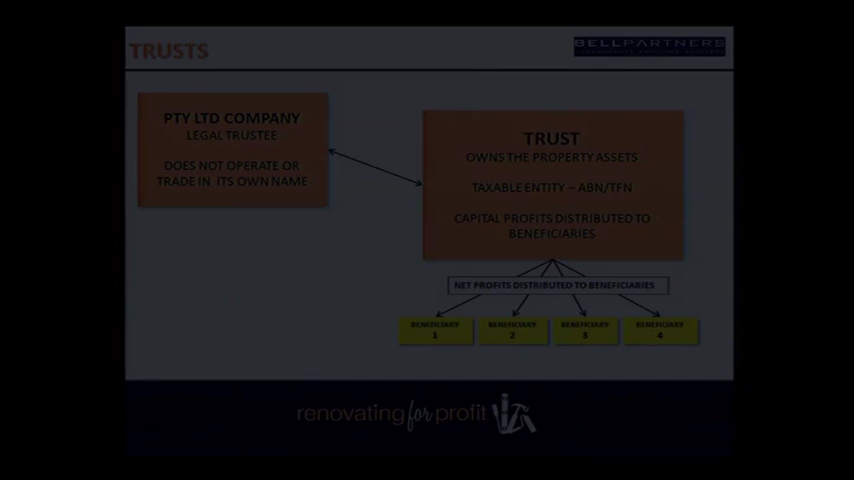 TRUSTS
BELLPARTNERS
PTY LTD COMPANY
LEGAL TRUSTEE
DOES NOT OPERATE OR
TRADE IN ITS OWN NAME
TRUST
OWNS THE PROPERTY ASSETS
TAXABLE ENTITY – ABN/TFN
CAPITAL PROFITS DISTRIBUTED TO
BENEFICIARIES
NET PROFITS DISTRIBUTED TO BENEFICIARIES
BENEFICIARY
1
BENEFICIARY
2
BENEFICIARY
3
BENEFICIARY
4
renovating for profit